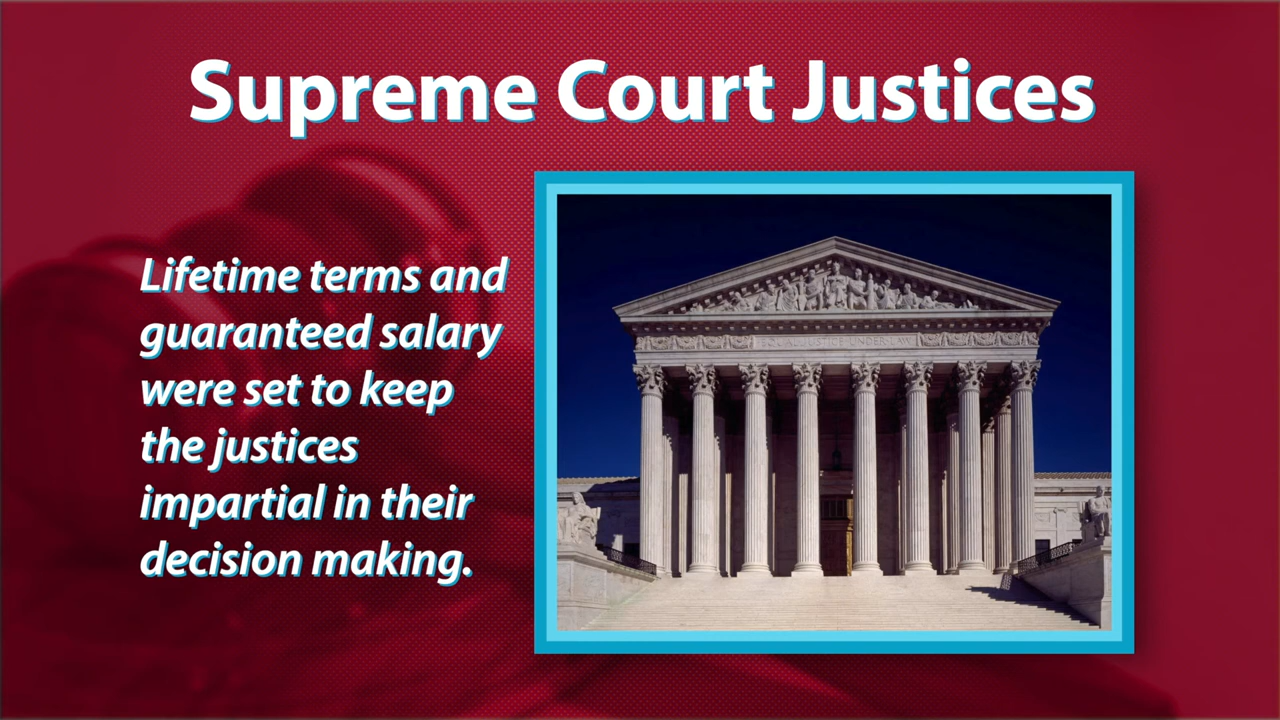 Supreme Court Justices
Lifetime terms and
guaranteed salary
were set to keep
the justices
impartial in their
decision making.
EQUAL JUSTICE UNDER LAW